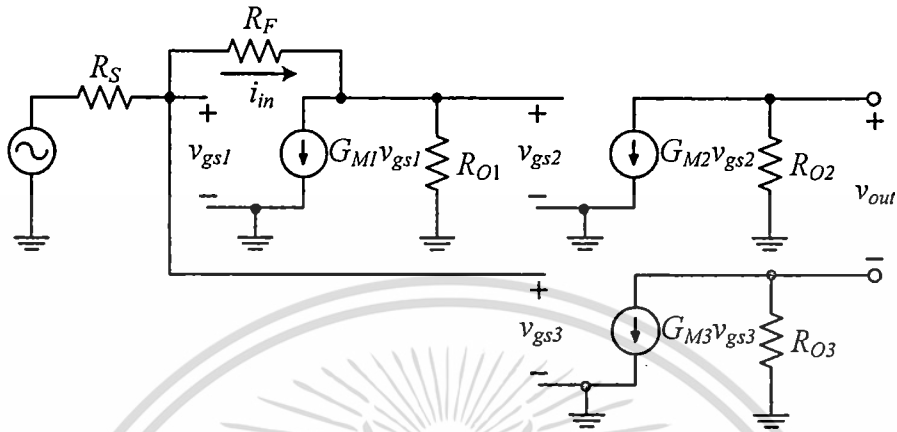 R_F
R_S
i_in
+ v_gs1 −
G_M1v_gs1
R_O1
+ v_gs2 −
G_M2v_gs2
R_O2
+ v_out −
+ v_gs3 −
G_M3v_gs3
R_O3